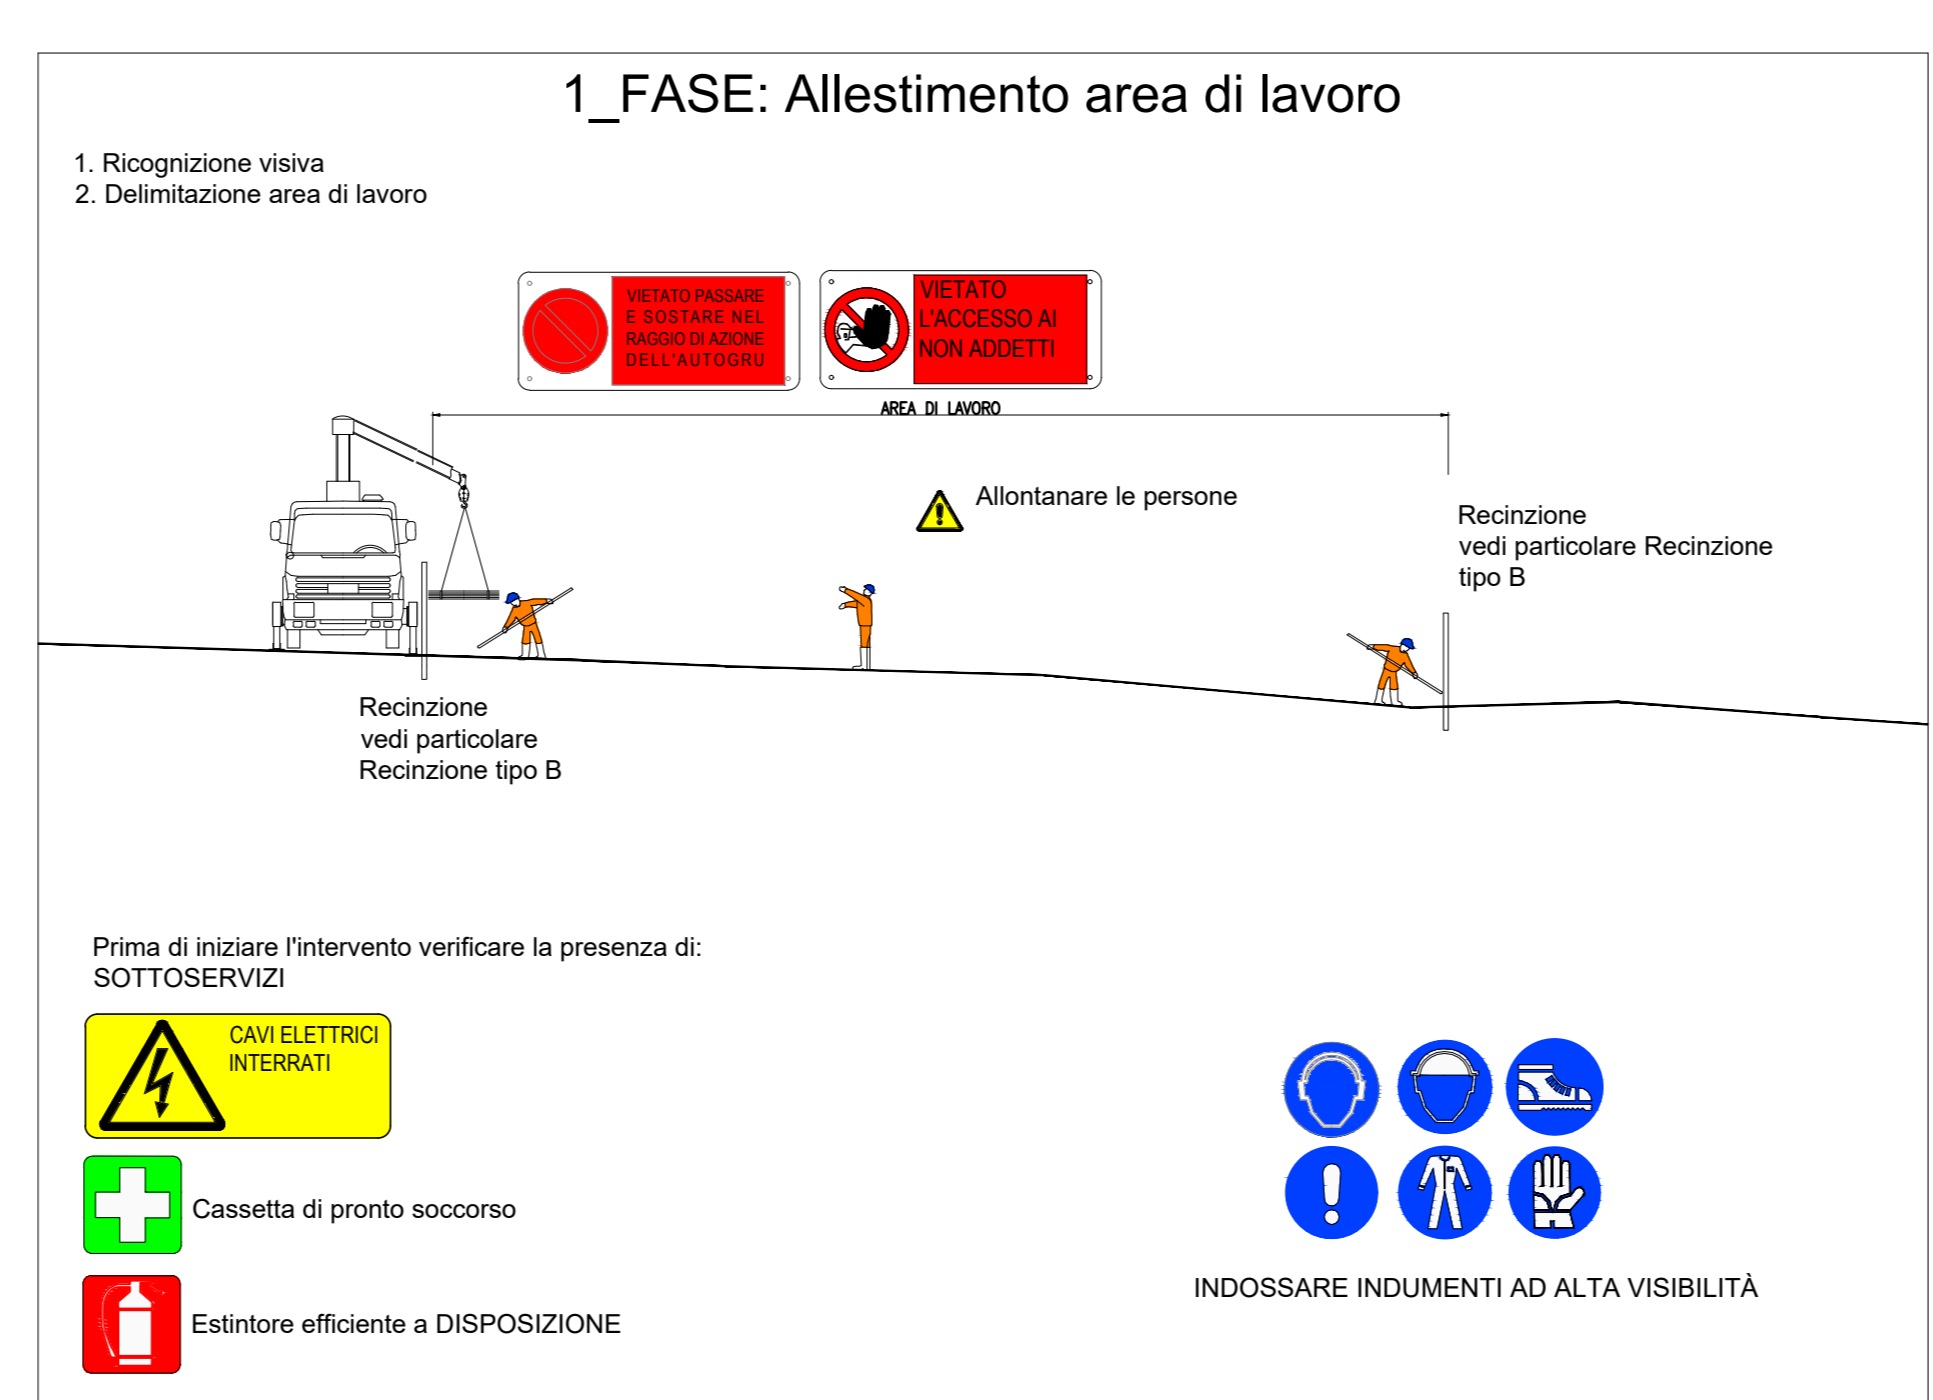 1_FASE: Allestimento area di lavoro
1. Ricognizione visiva
2. Delimitazione area di lavoro
VIETATO PASSARE
E SOSTARE NEL
RAGGIO DI AZIONE
DELL'AUTOGRU
VIETATO
L'ACCESSO AI
NON ADDETTI
AREA DI LAVORO
Allontanare le persone
Recinzione
vedi particolare Recinzione
tipo B
Recinzione
vedi particolare
Recinzione tipo B
Prima di iniziare l'intervento verificare la presenza di:
SOTTOSERVIZI
CAVI ELETTRICI
INTERRATI
Cassetta di pronto soccorso
Estintore efficiente a DISPOSIZIONE
INDOSSARE INDUMENTI AD ALTA VISIBILITÀ